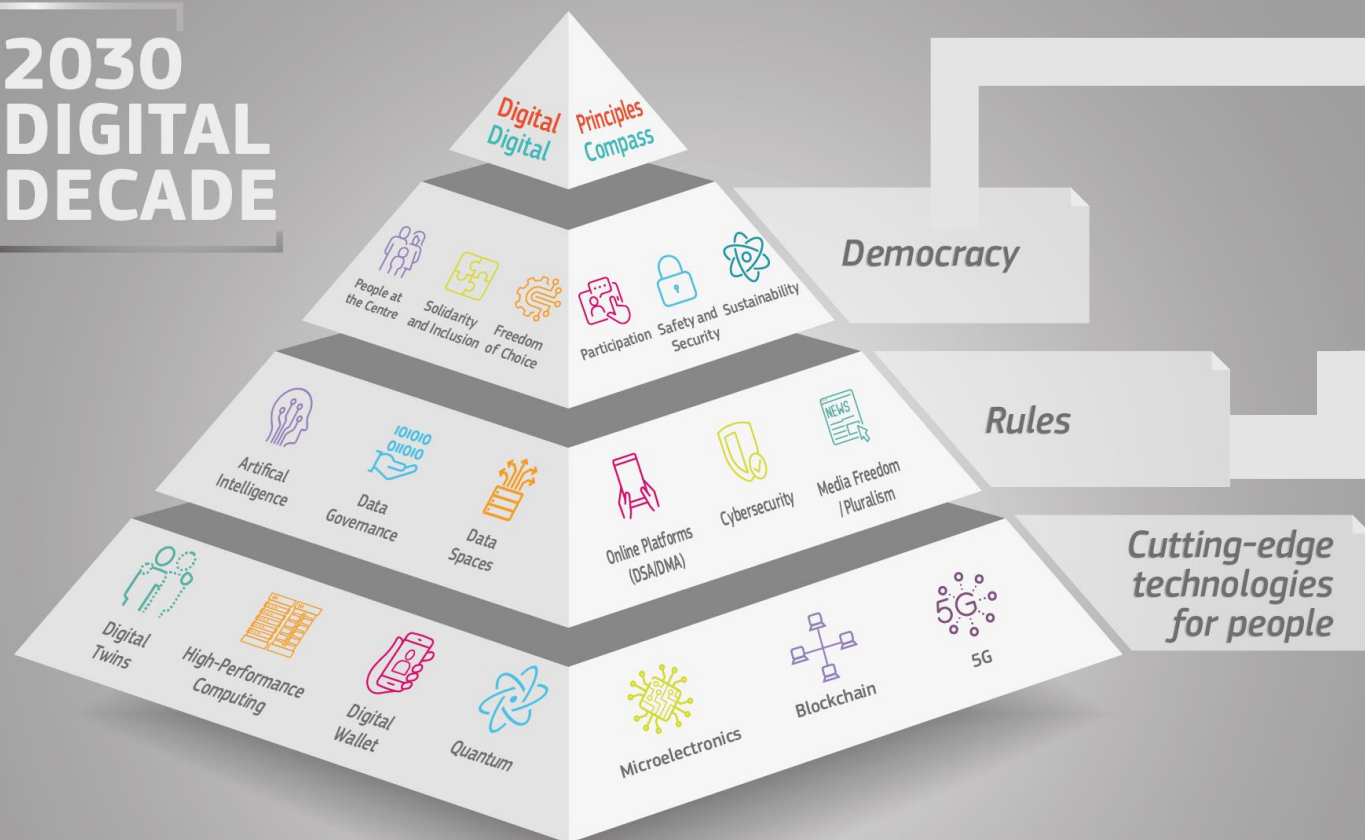 2030
DIGITAL
DECADE
Digital Principles
Digital Compass
People at
the Centre
Solidarity
and Inclusion
Freedom
of Choice
Participation
Safety and
Security
Sustainability
Democracy
Artifical
Intelligence
101010
011010
Data
Governance
Data
Spaces
Online Platforms
(DSA/DMA)
Cybersecurity
NEWS
Media Freedom
/ Pluralism
Rules
Digital
Twins
High-Performance
Computing
Digital
Wallet
Quantum
Microelectronics
Blockchain
5G
5G
Cutting-edge
technologies
for people